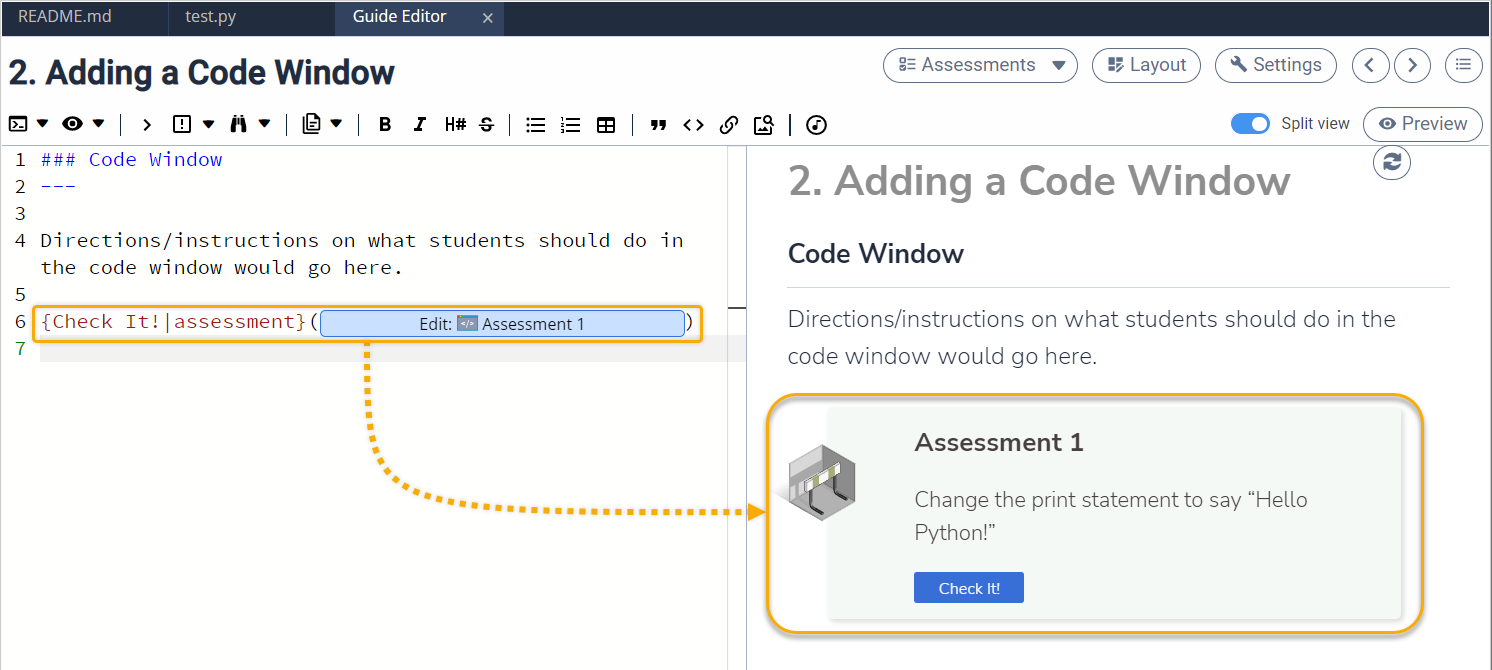 README.md test.py Guide Editor ×
2. Adding a Code Window
Assessments Layout Settings
B I H# S
Split view Preview
1 ### Code Window
2 ---
3
4 Directions/instructions on what students should do in
the code window would go here.
5
6 {Check It!|assessment}( Edit: </> Assessment 1 )
7
2. Adding a Code Window
Code Window
Directions/instructions on what students should do in the
code window would go here.
Assessment 1
Change the print statement to say “Hello
Python!”
Check It!